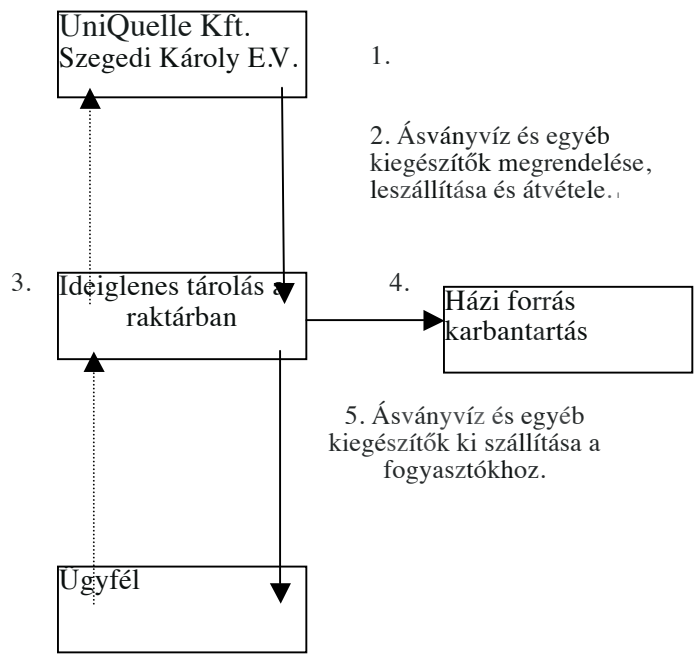 UniQuelle Kft.
Szegedi Károly E.V.
1.
2. Ásványvíz és egyéb
kiegészítők megrendelése,
leszállítása és átvétele.
3.
Ideiglenes tárolás a
raktárban
4.
Házi forrás
karbantartás
5. Ásványvíz és egyéb
kiegészítők ki szállítása a
fogyasztókhoz.
Ügyfél